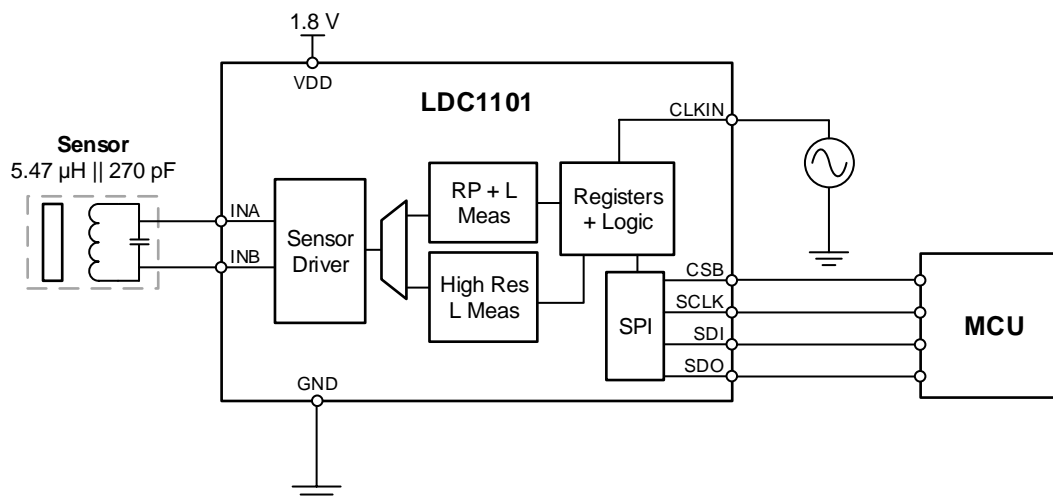 1.8 V
VDD
LDC1101
CLKIN
Sensor
5.47 µH || 270 pF
INA
INB
Sensor
Driver
RP + L
Meas
High Res
L Meas
Registers
+ Logic
SPI
CSB
SCLK
SDI
SDO
MCU
GND